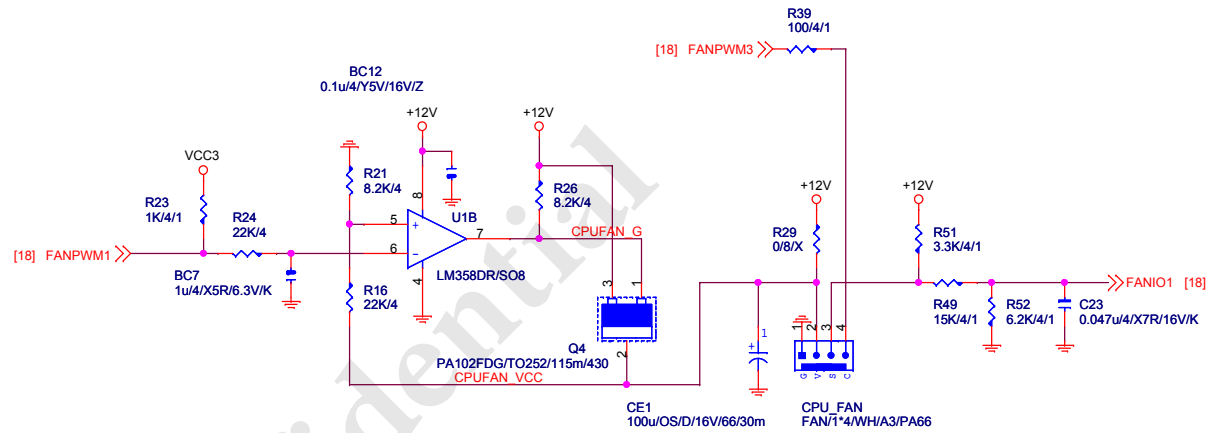 R39
100/4/1
[18] FANPWM3
BC12
0.1u/4/Y5V/16V/Z
+12V
+12V
VCC3
R21
8.2K/4
8
R26
8.2K/4
+12V
+12V
R23
1K/4/1
R24
22K/4
5
+
U1B
7
CPUFAN_G
R29
0/8/X
R51
3.3K/4/1
[18] FANPWM1
6
-
LM358DR/SO8
4
BC7
1u/4/X5R/6.3V/K
R16
22K/4
3
1
FANIO1 [18]
R49
15K/4/1
R52
6.2K/4/1
C23
0.047u/4/X7R/16V/K
+
1
1
2
3
4
G
V
S
C
Q4
2
PA102FDG/TO252/115m/430
CPUFAN_VCC
CE1
100u/OS/D/16V/66/30m
CPU_FAN
FAN/1*4/WH/A3/PA66
fidential